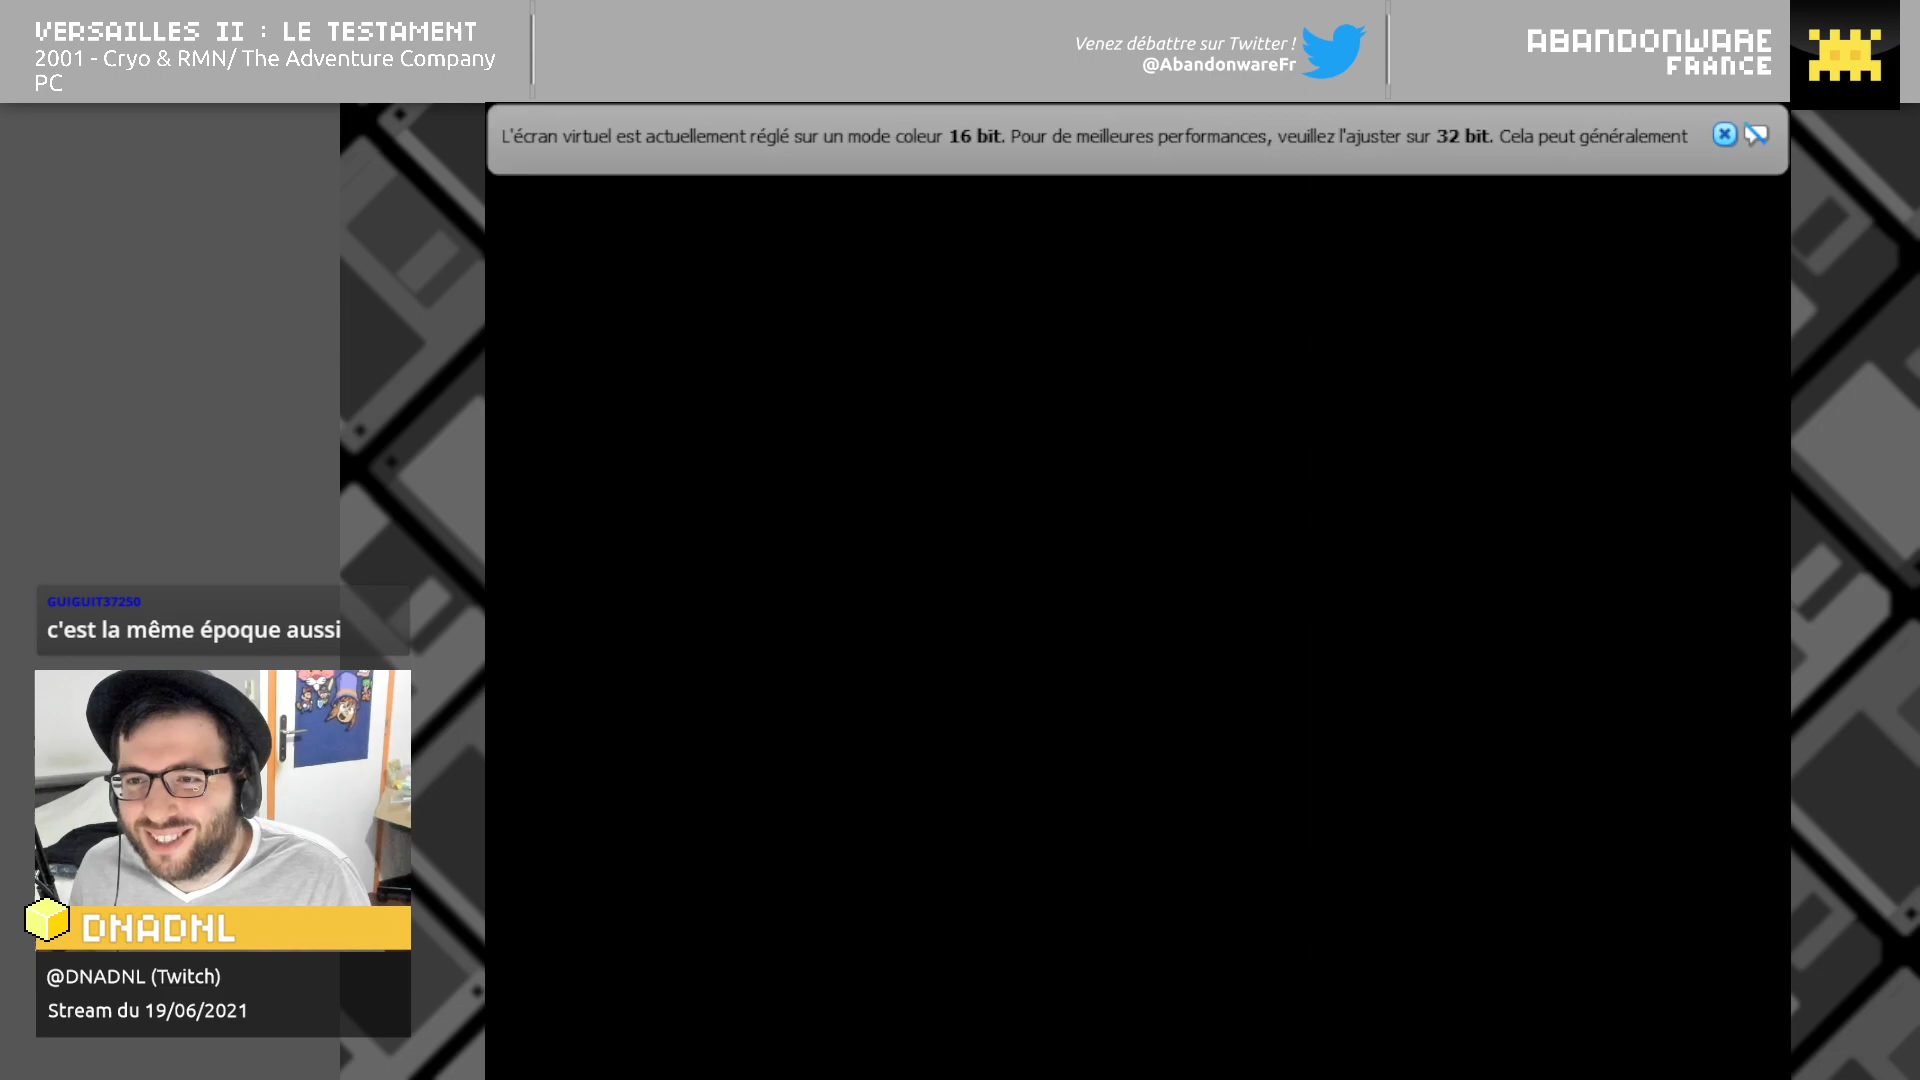 VERSAILLES II : LE TESTAMENT
2001 - Cryo & RMN/ The Adventure Company
PC
Venez débattre sur Twitter !
@AbandonwareFr
ABANDONWARE
FRANCE
L'écran virtuel est actuellement réglé sur un mode coleur 16 bit. Pour de meilleures performances, veuillez l'ajuster sur 32 bit. Cela peut généralement
GUIGUIT37250
c'est la même époque aussi
DNADNL
@DNADNL (Twitch)
Stream du 19/06/2021